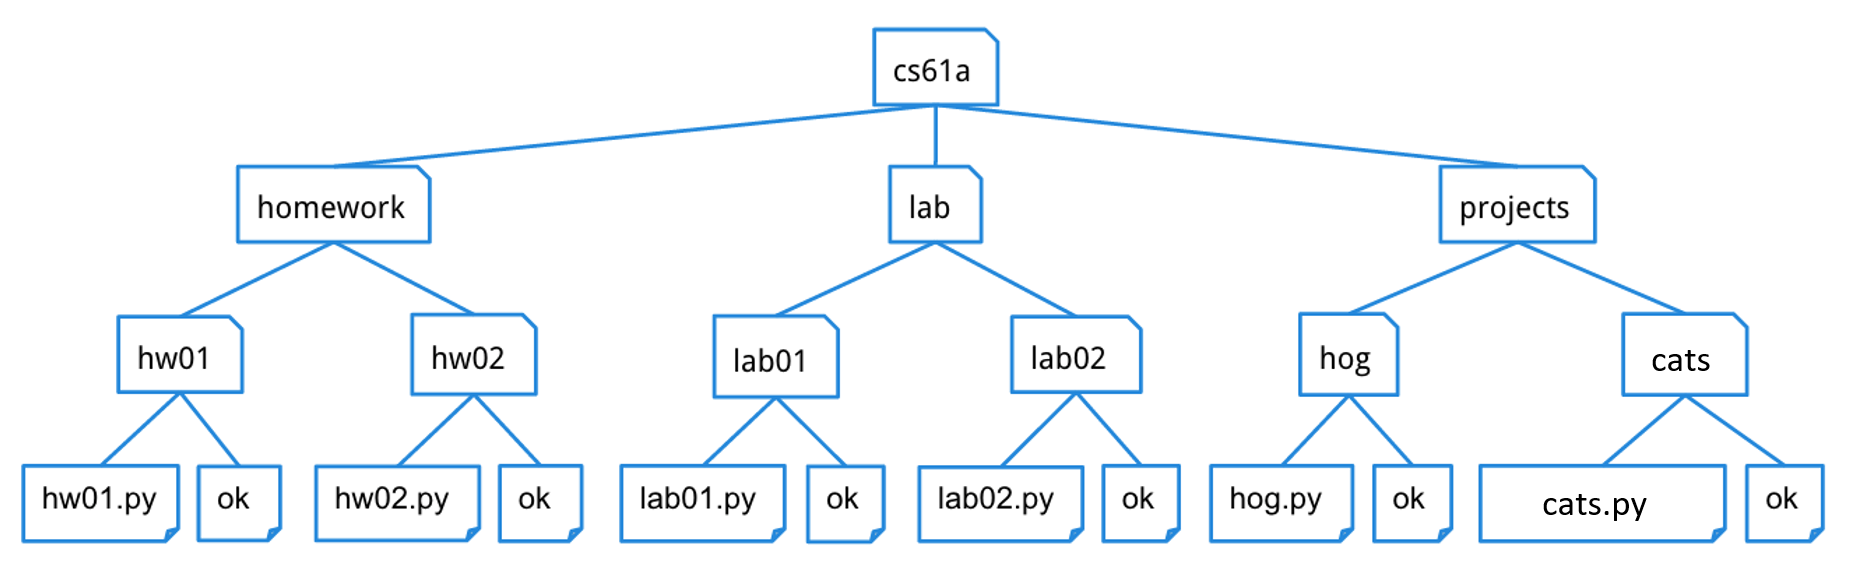 cs61a
homework
lab
projects
hw01
hw02
lab01
lab02
hog
cats
hw01.py
ok
hw02.py
ok
lab01.py
ok
lab02.py
ok
hog.py
ok
cats.py
ok